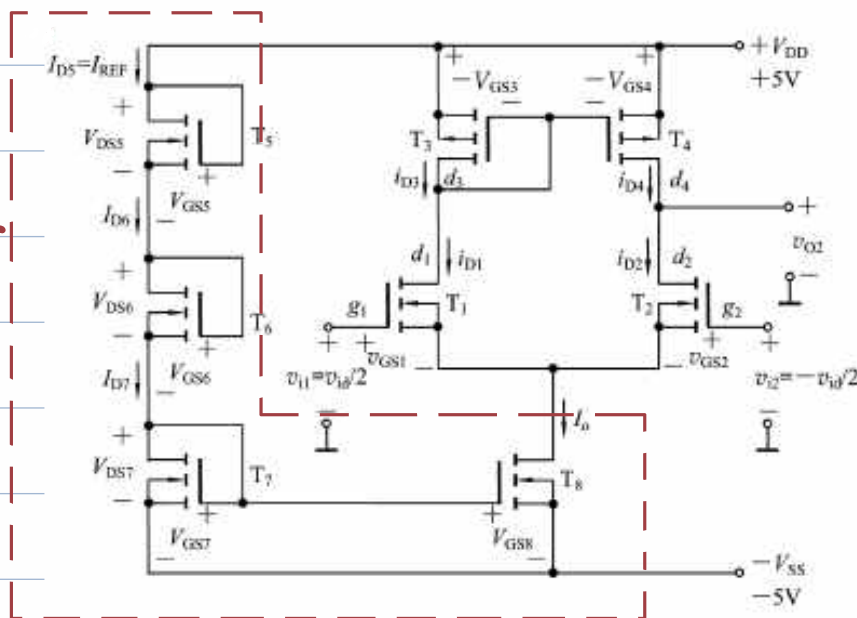 I_D5=I_REF
+V_DD
+5V
+
+
−V_GS3
−V_GS4
−
−
+
V_DS5
−
T_5
+
V_GS5
−
T_3
T_4
i_D3
d_3
i_D4
d_4
I_D6
+
v_O2
−
d_1
i_D1
i_D2
d_2
+
V_DS6
−
T_6
+
V_GS6
−
g_1
T_1
T_2
g_2
+
+
v_GS1
−
−
+
v_GS2
+
v_i1=v_id/2
v_i2=−v_id/2
−
−
I_D7
I_o
+
V_DS7
−
T_7
+
V_GS7
−
T_8
+
V_GS8
−
−V_SS
−5V